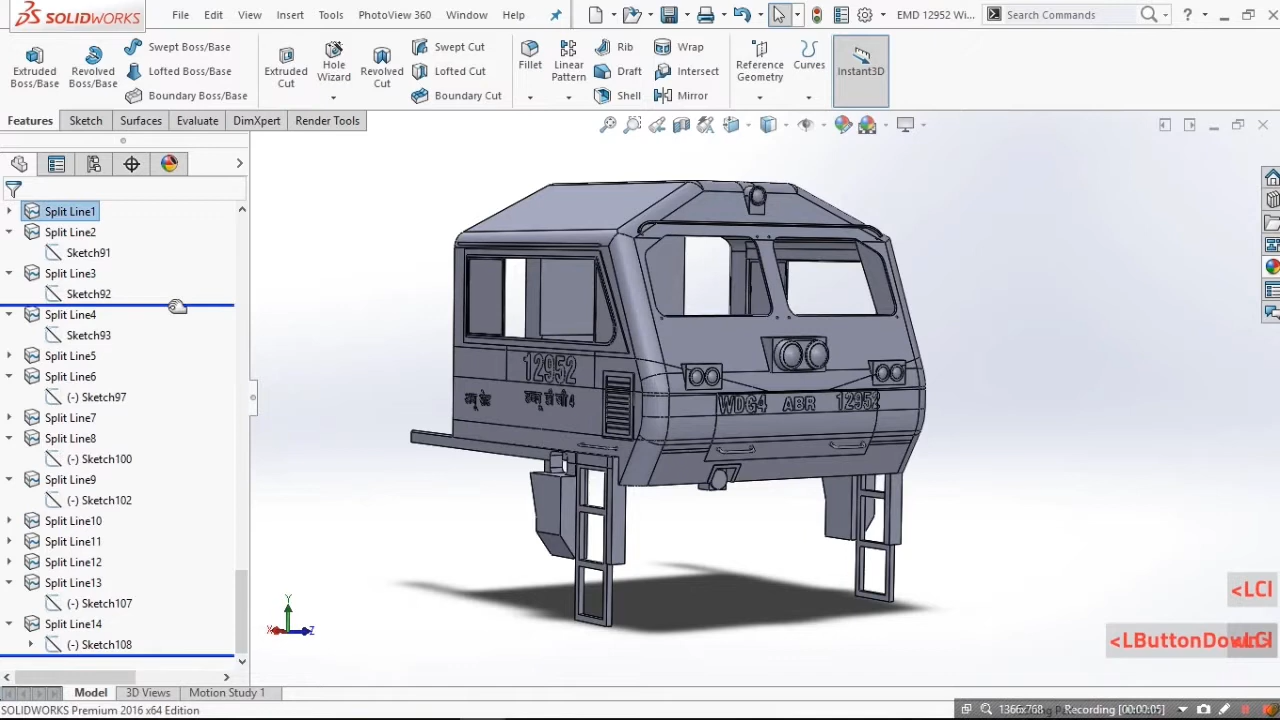 SOLIDWORKS File Edit View Insert Tools PhotoView 360 Window Help EMD 12952 Wi... Search Commands ?
Extruded Boss/Base Revolved Boss/Base Swept Boss/Base Lofted Boss/Base Boundary Boss/Base Extruded Cut Hole Wizard Revolved Cut Swept Cut Lofted Cut Boundary Cut Fillet Linear Pattern Rib Draft Shell Wrap Intersect Mirror Reference Geometry Curves Instant3D
Features Sketch Surfaces Evaluate DimXpert Render Tools
Split Line1
Split Line2
Sketch91
Split Line3
Sketch92
Split Line4
Sketch93
Split Line5
Split Line6
(-) Sketch97
Split Line7
Split Line8
(-) Sketch100
Split Line9
(-) Sketch102
Split Line10
Split Line11
Split Line12
Split Line13
(-) Sketch107
Split Line14
(-) Sketch108
12952
WDG4 ABR 12952
Y
X Z
<LCl
<LButtonDown>
Model 3D Views Motion Study 1
SOLIDWORKS Premium 2016 x64 Edition
1366x768 Recording [00:00:05]